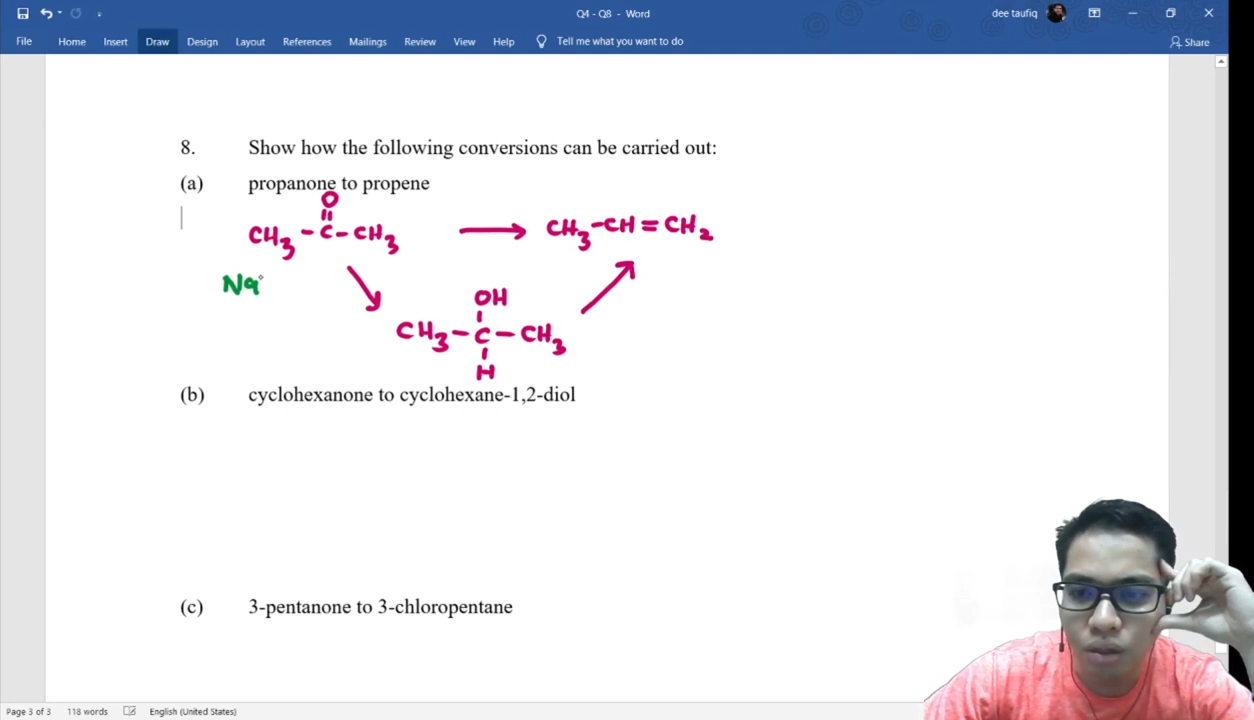 Q4 - Q8 - Word
dee taufiq
File Home Insert Draw Design Layout References Mailings Review View Help Tell me what you want to do
Share
8. Show how the following conversions can be carried out:
(a) propanone to propene
O
CH3 - C - CH3 → CH3 - CH = CH2
Na
OH
CH3 - C - CH3
H
(b) cyclohexanone to cyclohexane-1,2-diol
(c) 3-pentanone to 3-chloropentane
Page 3 of 3 118 words English (United States)